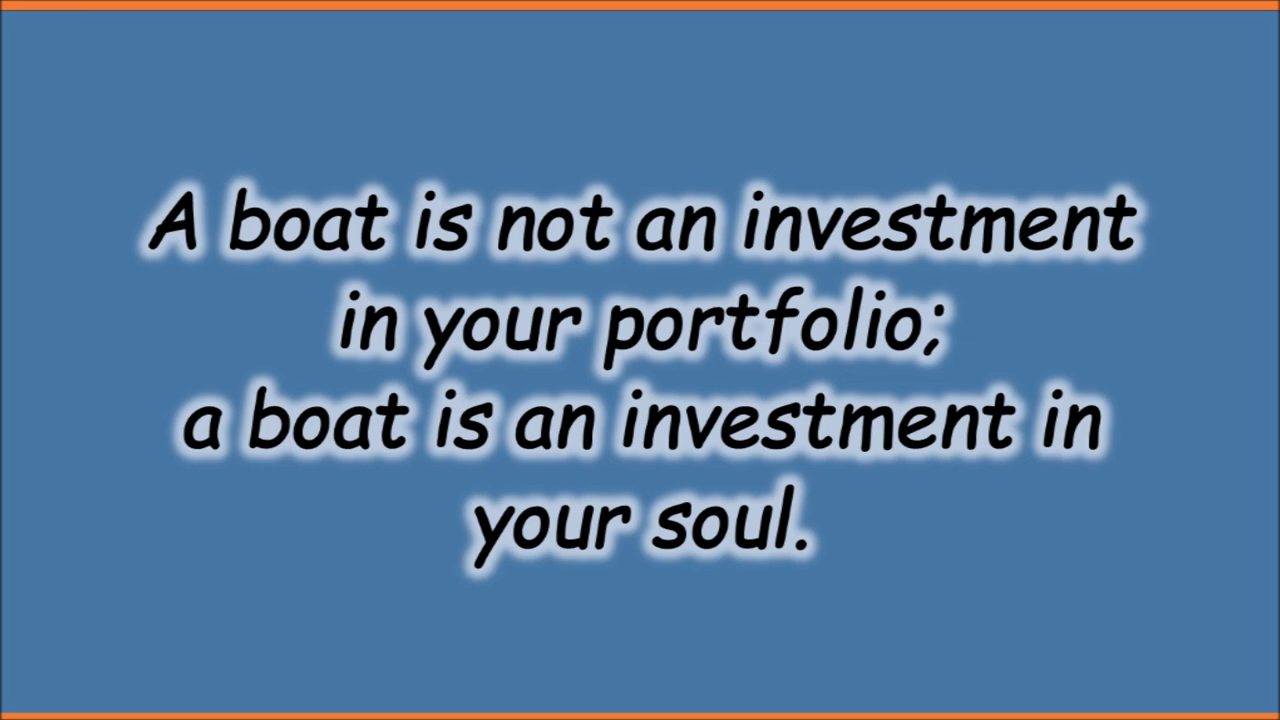 A boat is not an investment
in your portfolio;
a boat is an investment in
your soul.